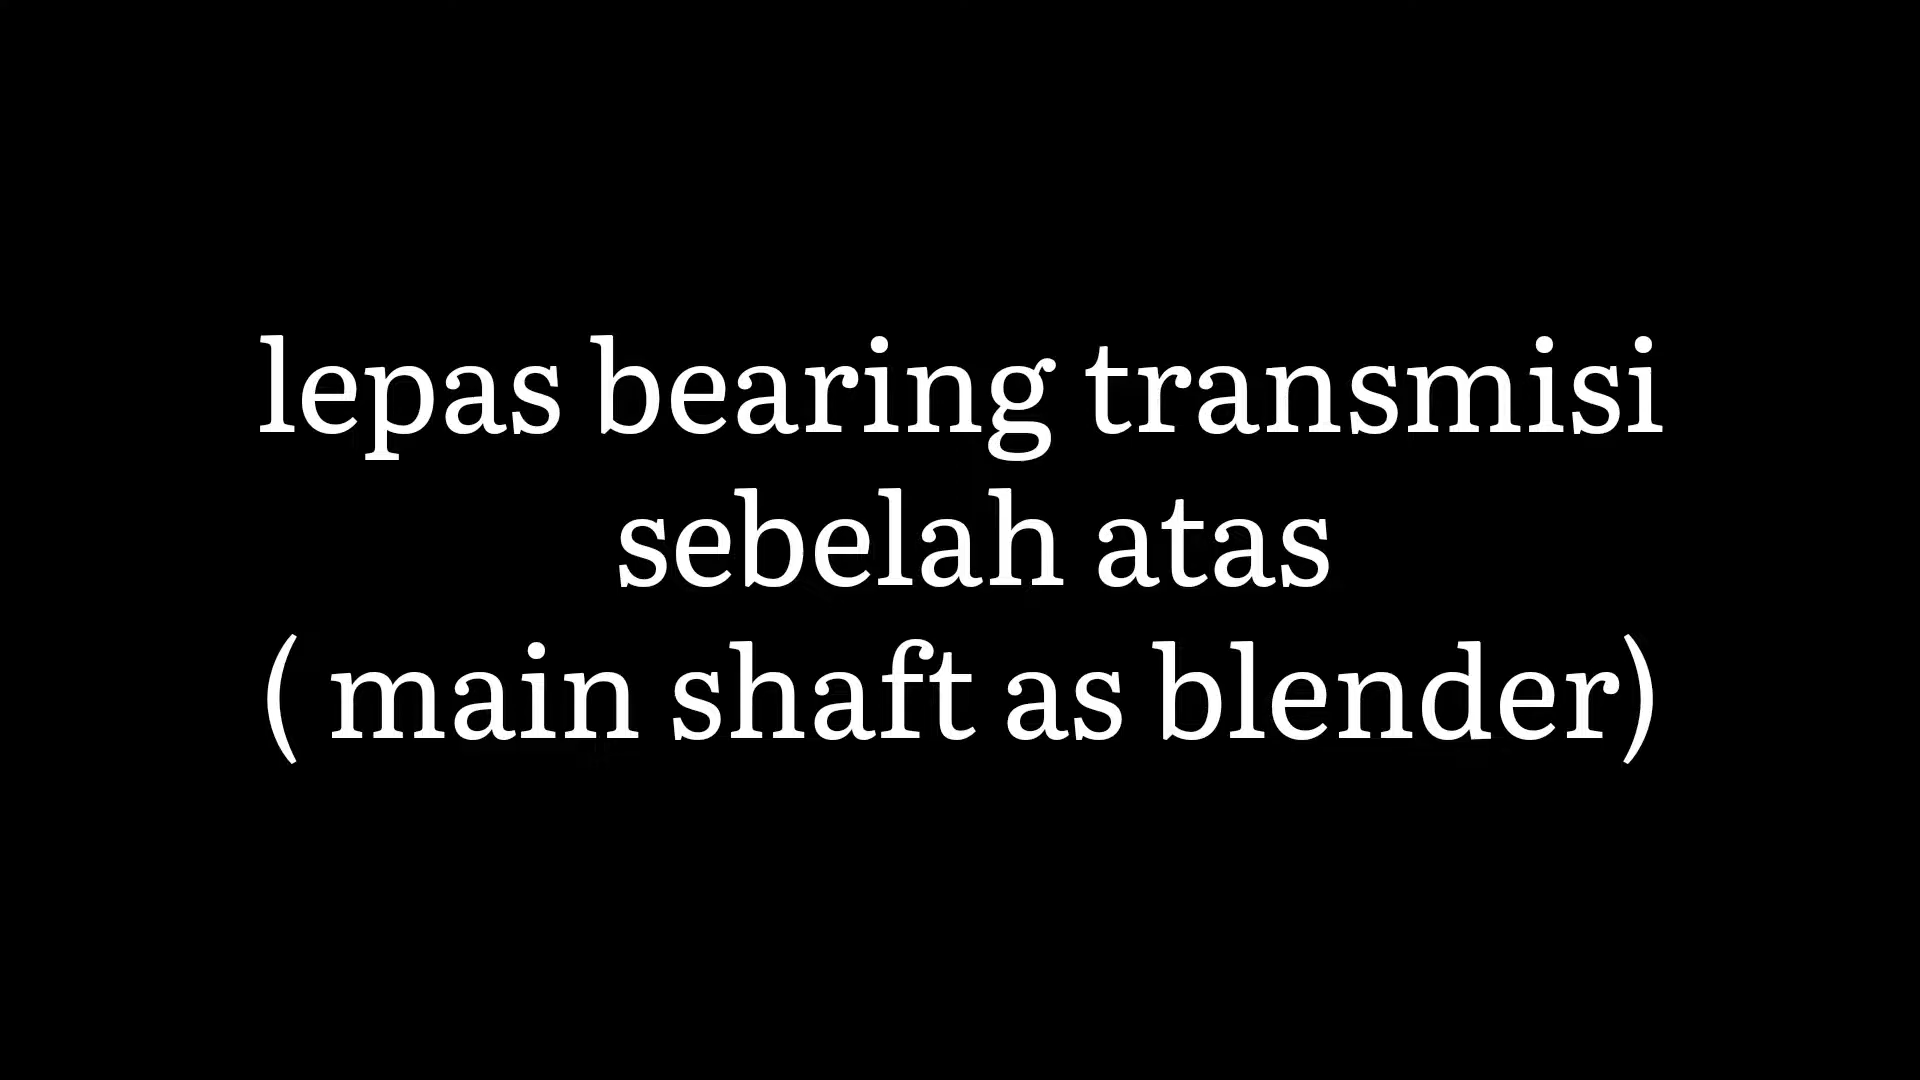 lepas bearing transmisi
sebelah atas
( main shaft as blender)